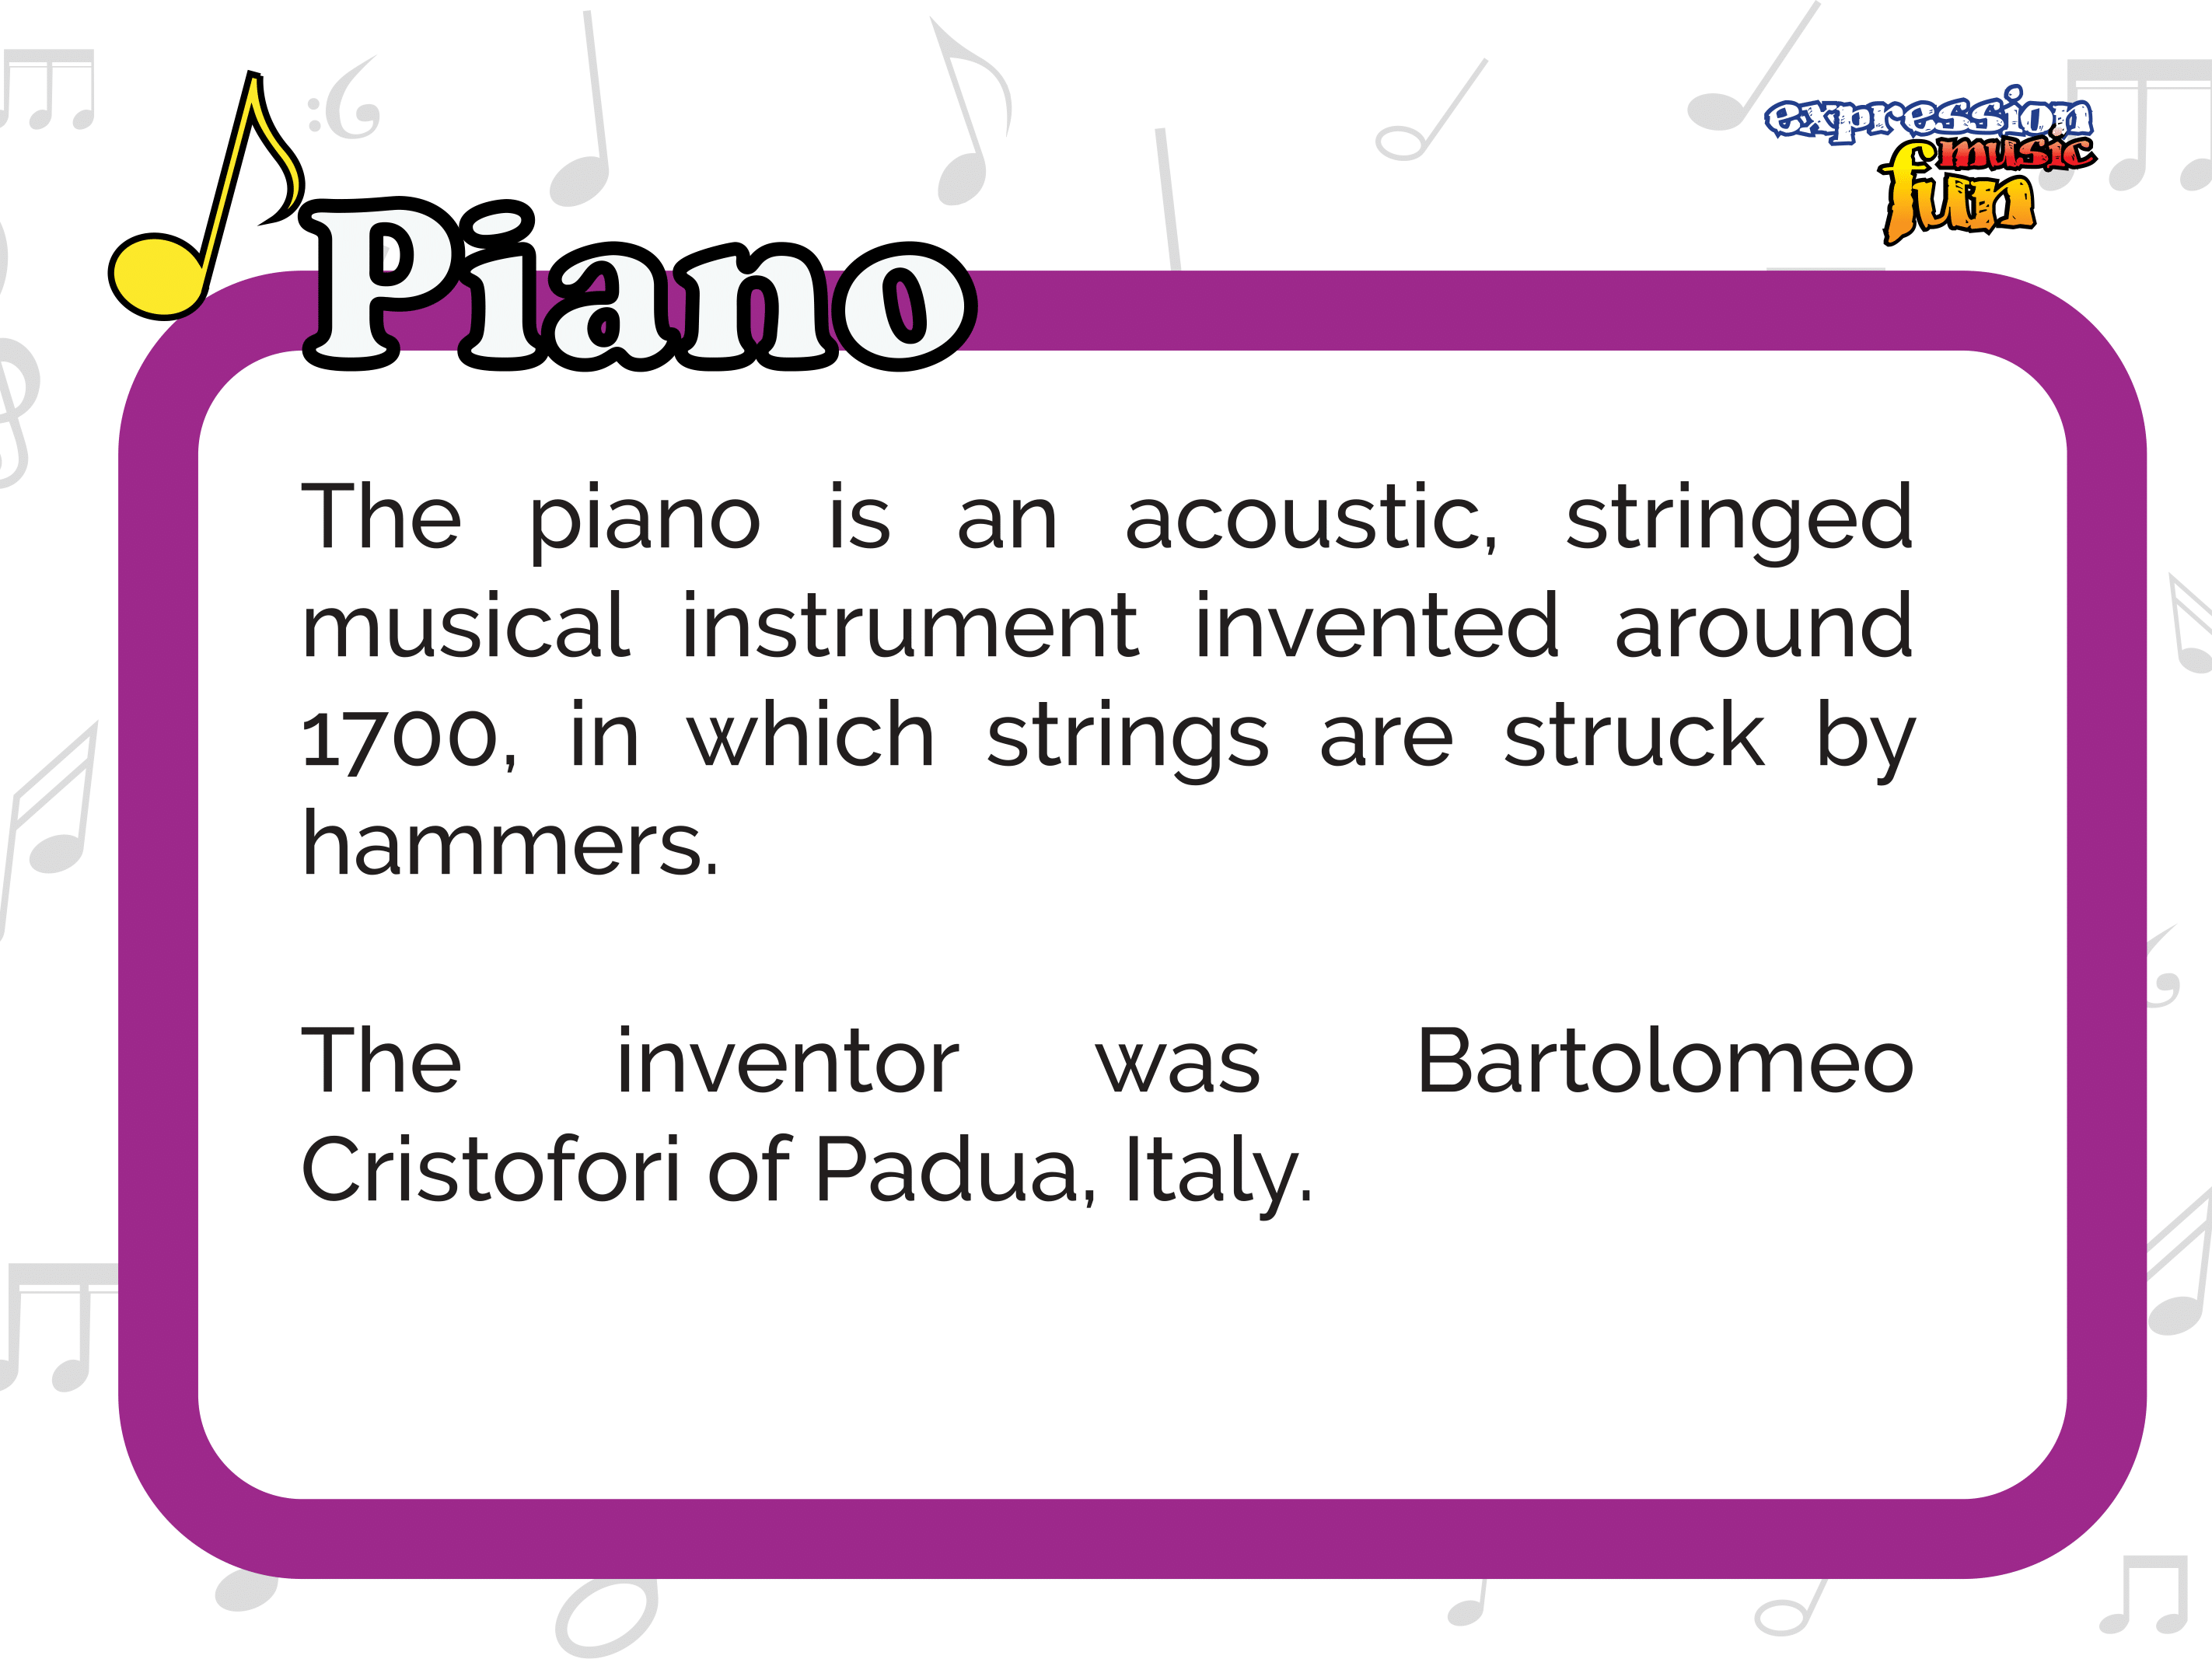 expression
music
fun
Piano
The piano is an acoustic, stringed
musical instrument invented around
1700, in which strings are struck by
hammers.
The inventor was Bartolomeo
Cristofori of Padua, Italy.